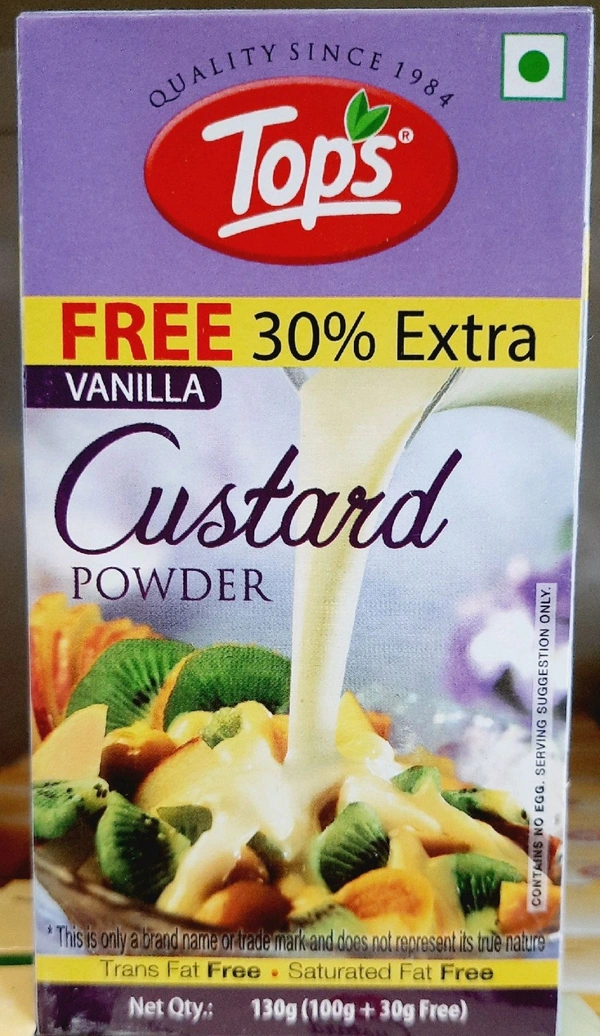 QUALITY SINCE 1984
Tops®
FREE 30% Extra
VANILLA
Custard
POWDER
CONTAINS NO EGG. SERVING SUGGESTION ONLY.
* This is only a brand name or trade mark and does not represent its true nature
Trans Fat Free • Saturated Fat Free
Net Qty.: 130g (100g + 30g Free)